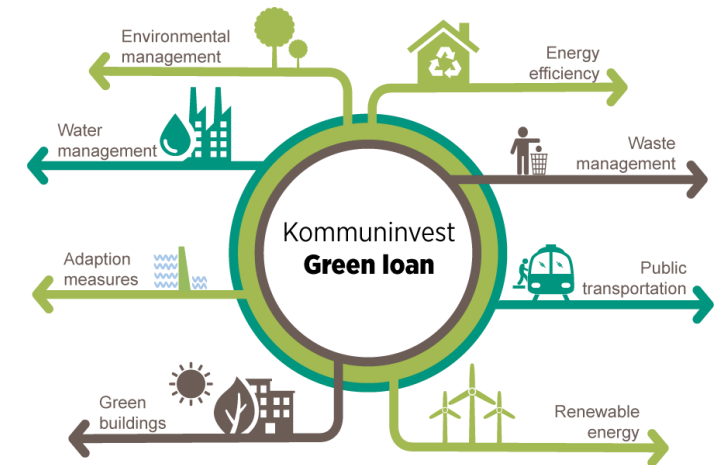 Environmental
management
Energy
efficiency
Water
management
Waste
management
Kommuninvest
Green loan
Adaption
measures
Public
transportation
Green
buildings
Renewable
energy